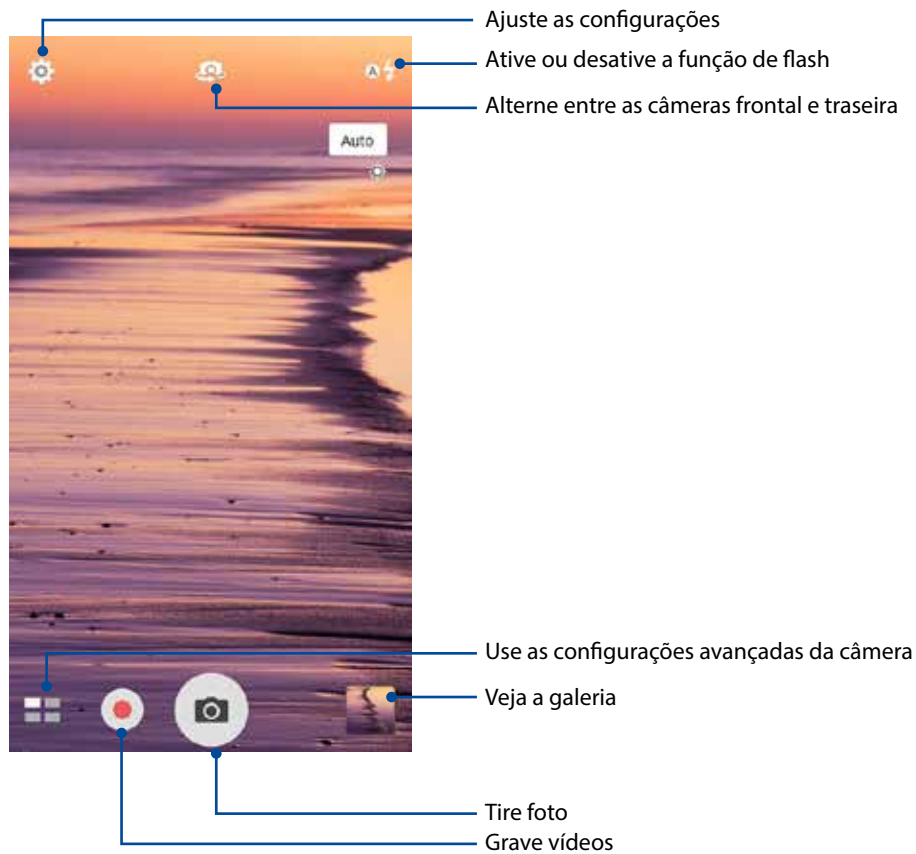 Ajuste as configurações
Ative ou desative a função de flash
Alterne entre as câmeras frontal e traseira
A
Auto
Use as configurações avançadas da câmera
Veja a galeria
Tire foto
Grave vídeos